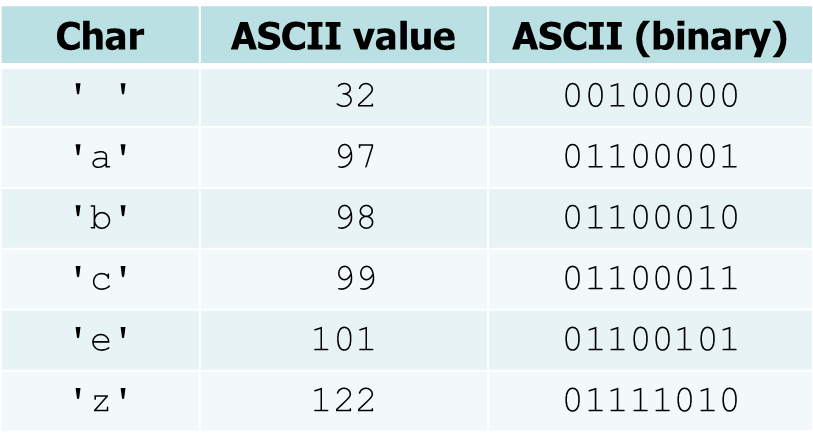 Char ASCII value ASCII (binary)
' ' 32 00100000
'a' 97 01100001
'b' 98 01100010
'c' 99 01100011
'e' 101 01100101
'z' 122 01111010